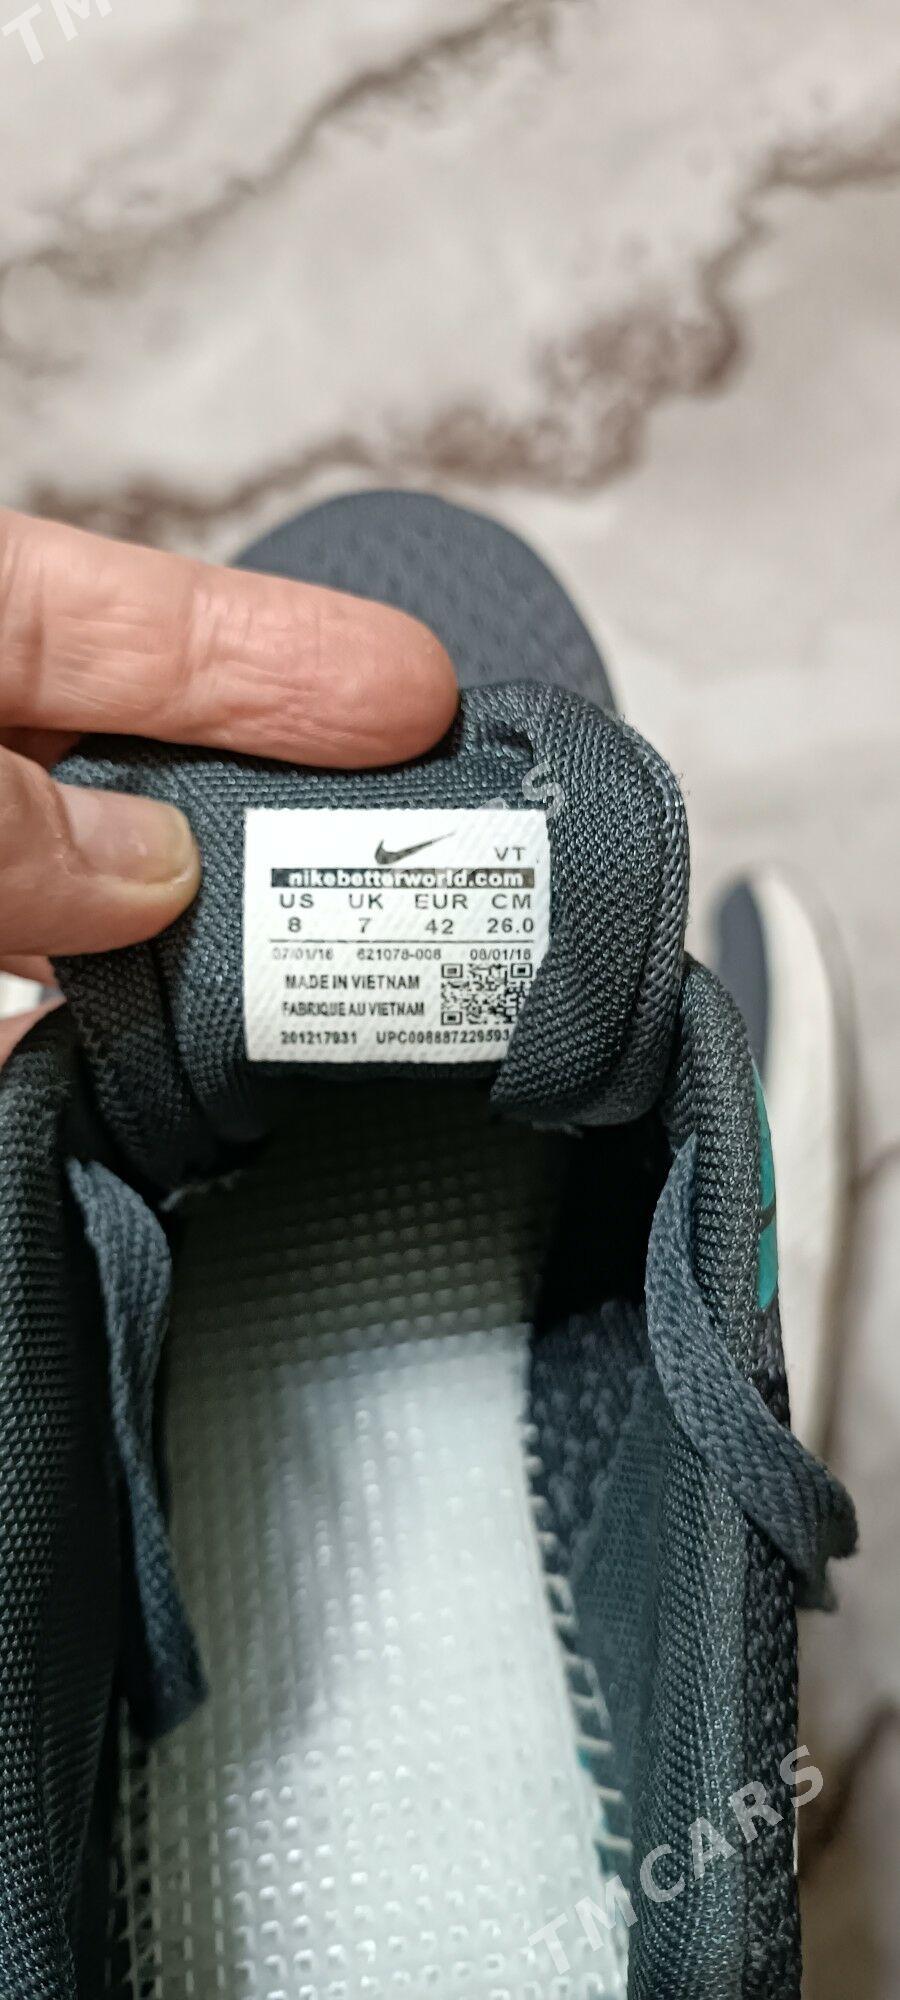 TM
VT
nikebetterworld.com
US UK EUR CM
8 7 42 26.0
07/01/16 621078-008 08/01/16
MADE IN VIETNAM
FABRIQUE AU VIETNAM
201217931 UPC00888722959
TMCARS